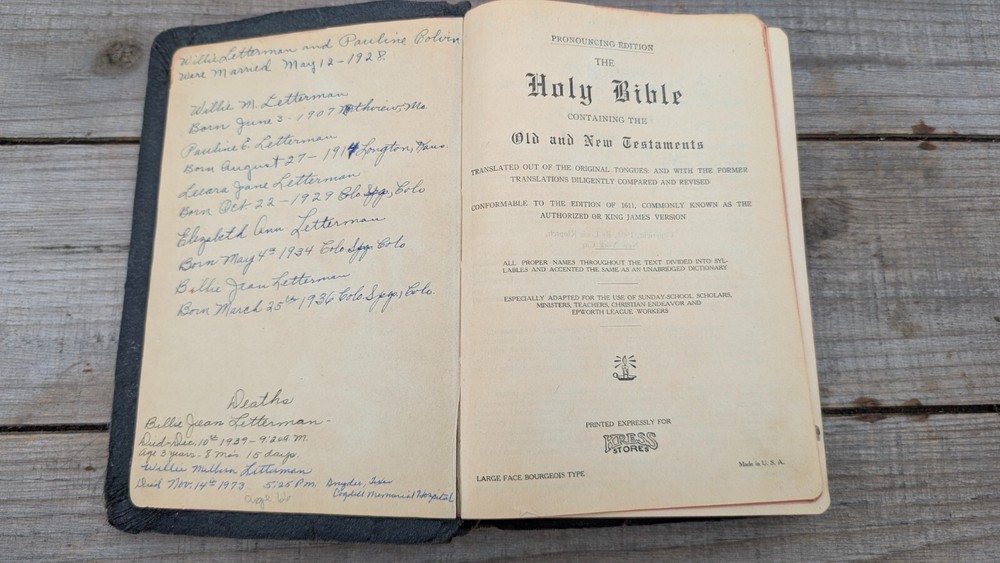 Willie Letterman and Pauline Colvin
Were Married May 12 - 1928.
Willie M. Letterman
Born June 3 - 1907 Mo.
Pauline E. Letterman
Born August 27 - 1914 Longton, Kans.
Leeara Jane Letterman
Born Oct. 22 - 1929 Colo. Spgs, Colo
Elizabeth Ann Letterman
Born May 4th 1934 Colo. Spgs. Colo
Billie Jean Letterman
Born March 25th 1936 Colo. Spgs, Colo.
Deaths
Billie Jean Letterman -
Died - Dec. 10th 1939 - 9:20 A.M.
Age 3 years - 8 mos 15 days.
Willie Milburn Letterman
Died Nov. 14th 1973 5:25 P.m. Snyder, Texas
Cogdell Memorial Hospital
age 66
PRONOUNCING EDITION
THE
Holy Bible
CONTAINING THE
Old and New Testaments
TRANSLATED OUT OF THE ORIGINAL TONGUES: AND WITH THE FORMER
TRANSLATIONS DILIGENTLY COMPARED AND REVISED
CONFORMABLE TO THE EDITION OF 1611, COMMONLY KNOWN AS THE
AUTHORIZED OR KING JAMES VERSION
ALL PROPER NAMES THROUGHOUT THE TEXT DIVIDED INTO SYL-
LABLES AND ACCENTED THE SAME AS AN UNABRIDGED DICTIONARY
ESPECIALLY ADAPTED FOR THE USE OF SUNDAY-SCHOOL SCHOLARS,
MINISTERS, TEACHERS, CHRISTIAN ENDEAVOR AND
EPWORTH LEAGUE WORKERS
PRINTED EXPRESSLY FOR
KRESS
STORES
LARGE FACE BOURGEOIS TYPE
Made in U. S. A.